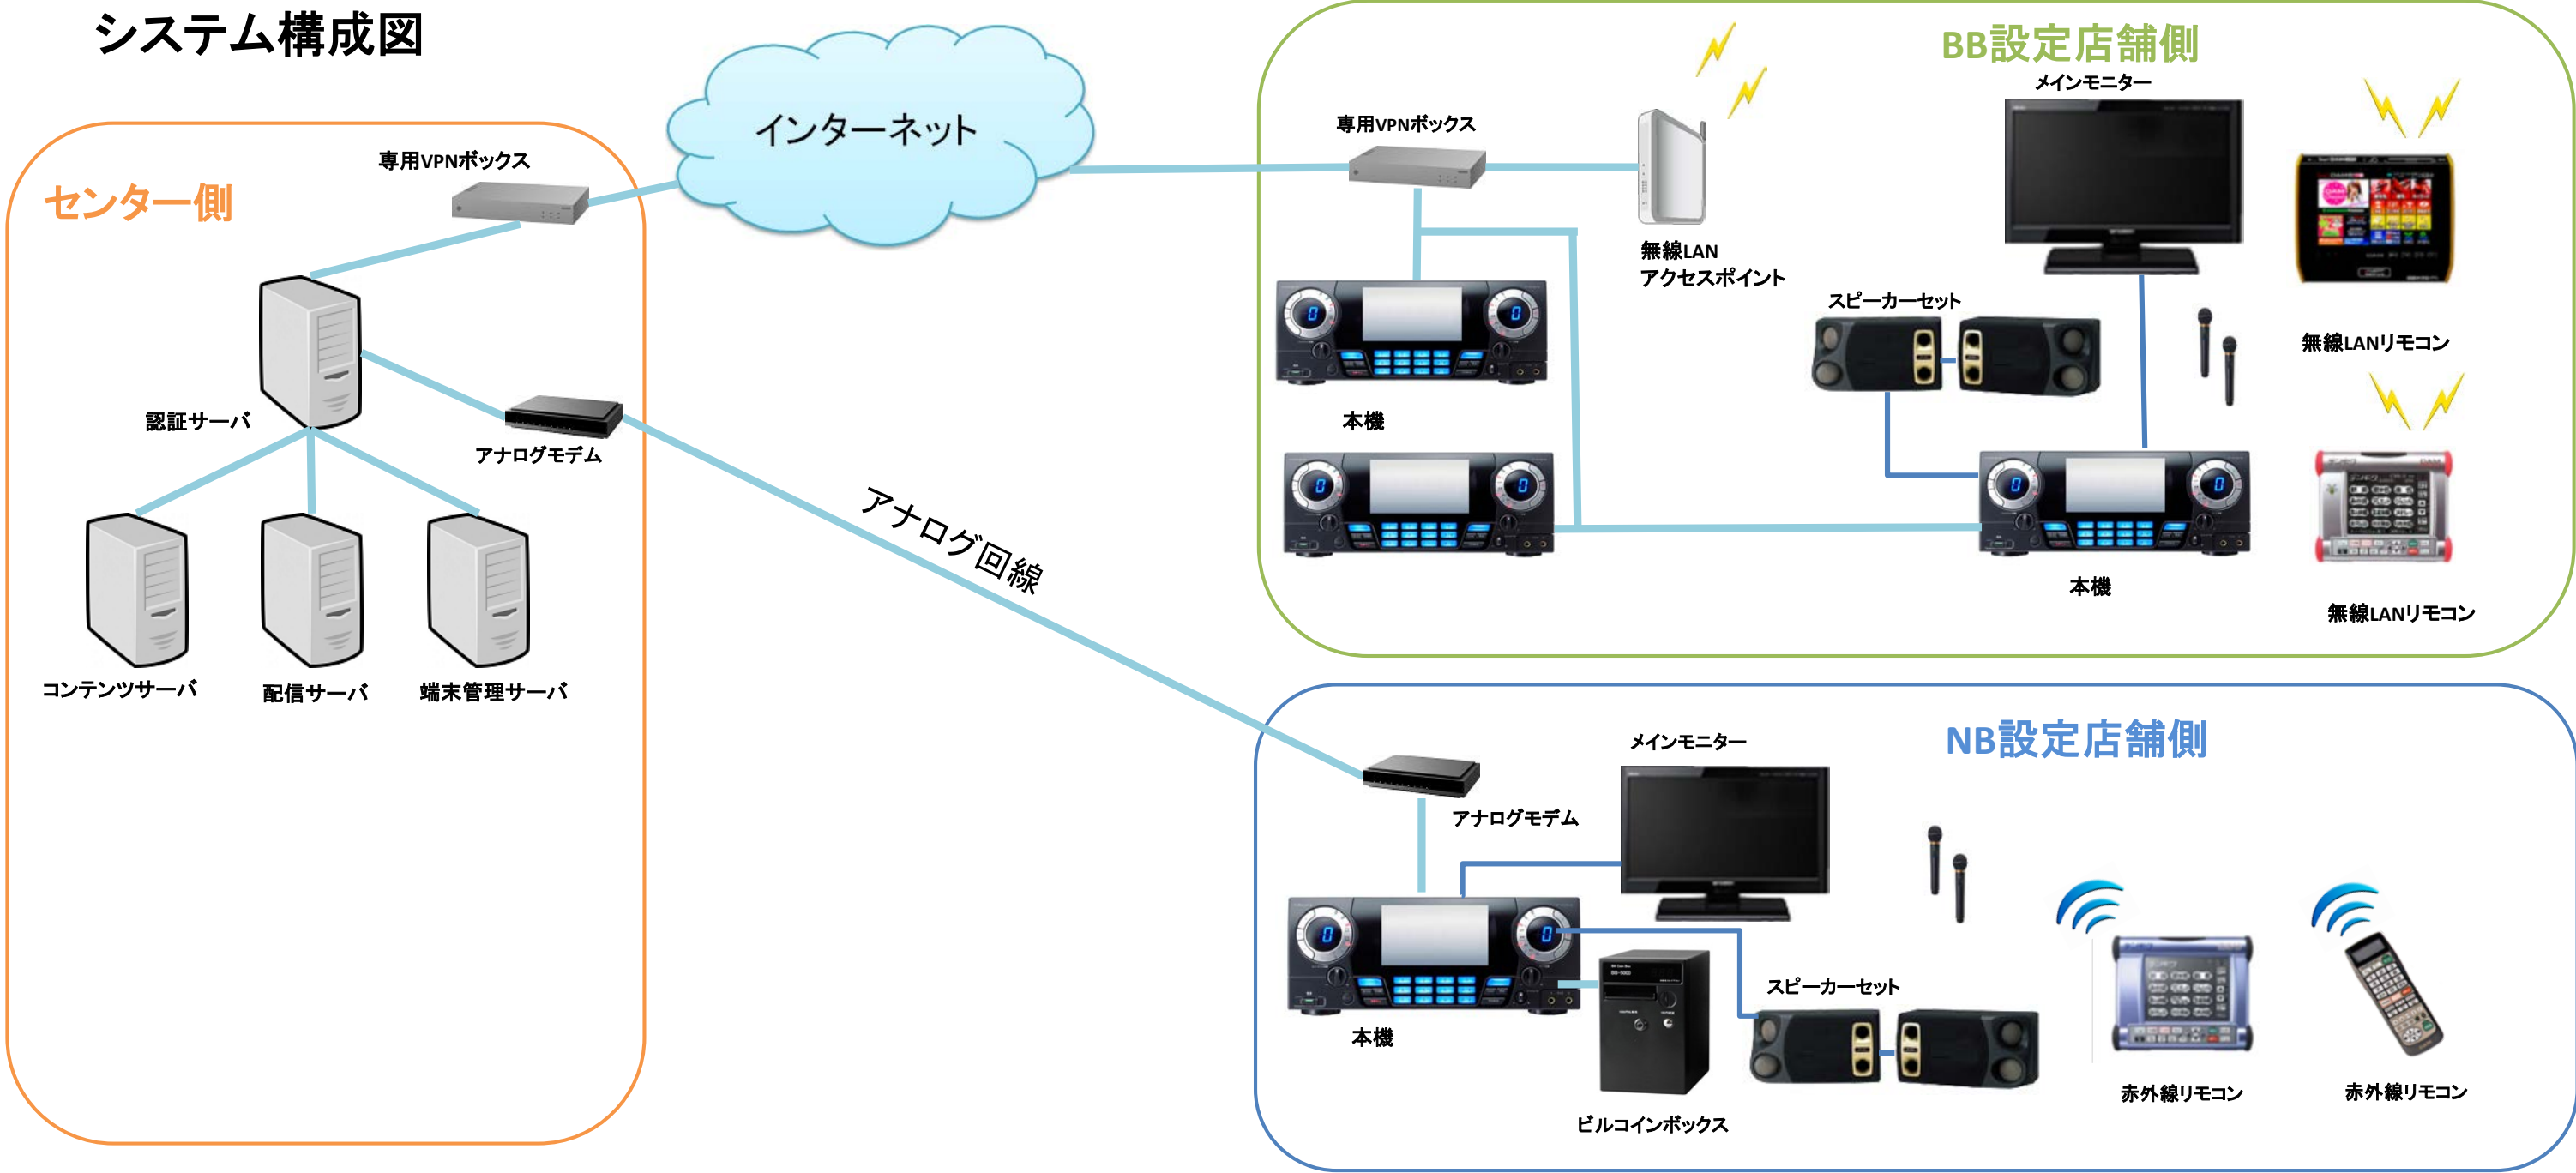 システム構成図
インターネット
センター側
専用VPNボックス
認証サーバ
アナログモデム
コンテンツサーバ
配信サーバ
端末管理サーバ
アナログ回線
BB設定店舗側
専用VPNボックス
無線LAN
アクセスポイント
メインモニター
スピーカーセット
無線LANリモコン
本機
本機
無線LANリモコン
NB設定店舗側
メインモニター
アナログモデム
スピーカーセット
本機
ビルコインボックス
赤外線リモコン
赤外線リモコン